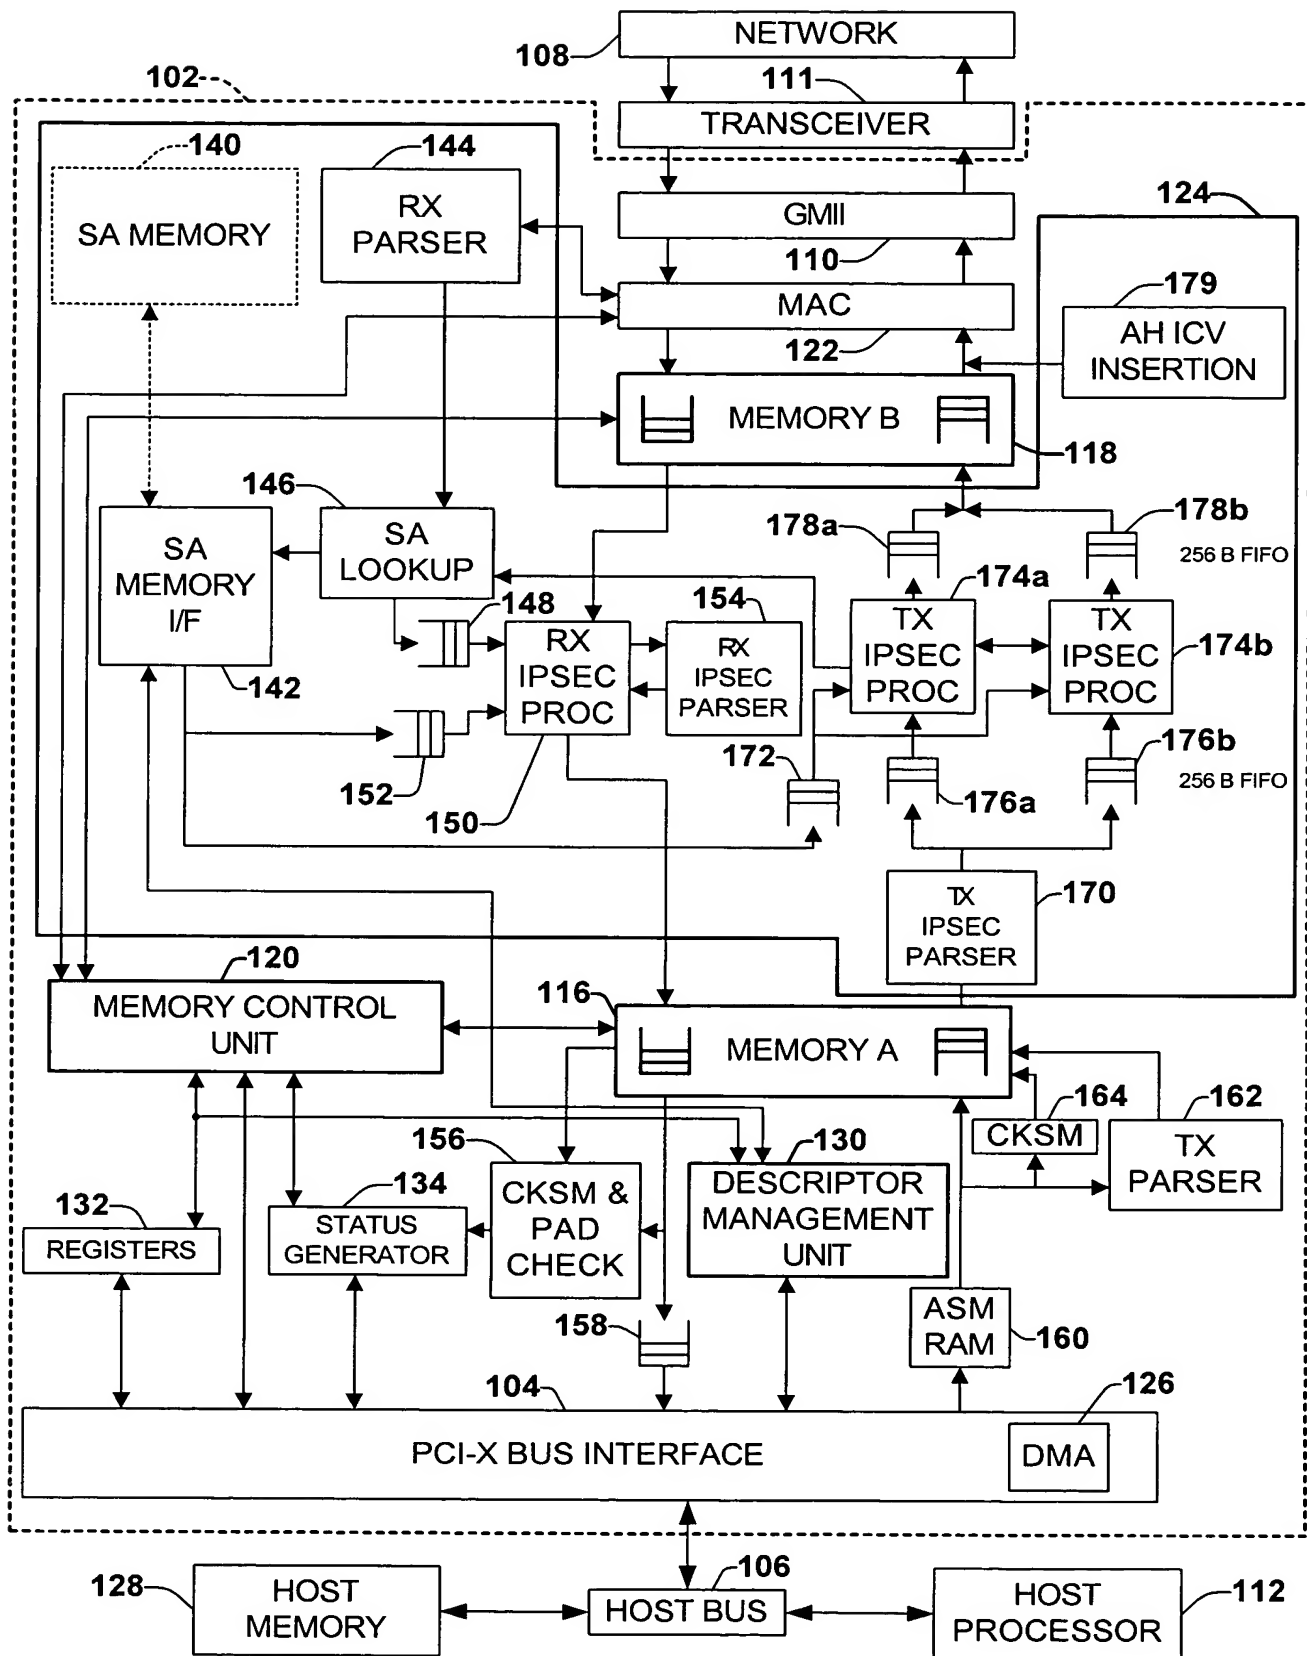 NETWORK
108
102
111
TRANSCEIVER
140
144
124
SA MEMORY
RX
PARSER
GMII
110
179
MAC
AH ICV
INSERTION
122
MEMORY B
118
146
178a
178b
256 B FIFO
SA
MEMORY
I/F
SA
LOOKUP
148
154
174a
RX
IPSEC
PROC
RX
IPSEC
PARSER
TX
IPSEC
PROC
TX
IPSEC
PROC
174b
142
172
176b
152
150
176a
256 B FIFO
TX
IPSEC
PARSER
170
120
116
MEMORY CONTROL
UNIT
MEMORY A
164
162
156
130
CKSM
TX
PARSER
132
134
CKSM &
PAD
CHECK
DESCRIPTOR
MANAGEMENT
UNIT
REGISTERS
STATUS
GENERATOR
158
ASM
RAM
160
104
126
PCI-X BUS INTERFACE
DMA
106
128
HOST
MEMORY
HOST BUS
HOST
PROCESSOR
112